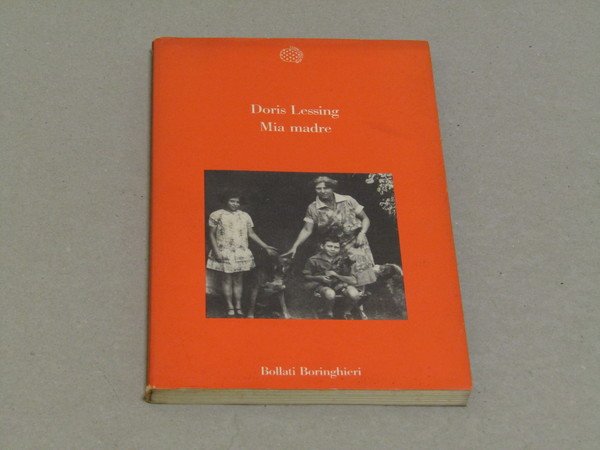 Doris Lessing
Mia madre
Bollati Boringhieri